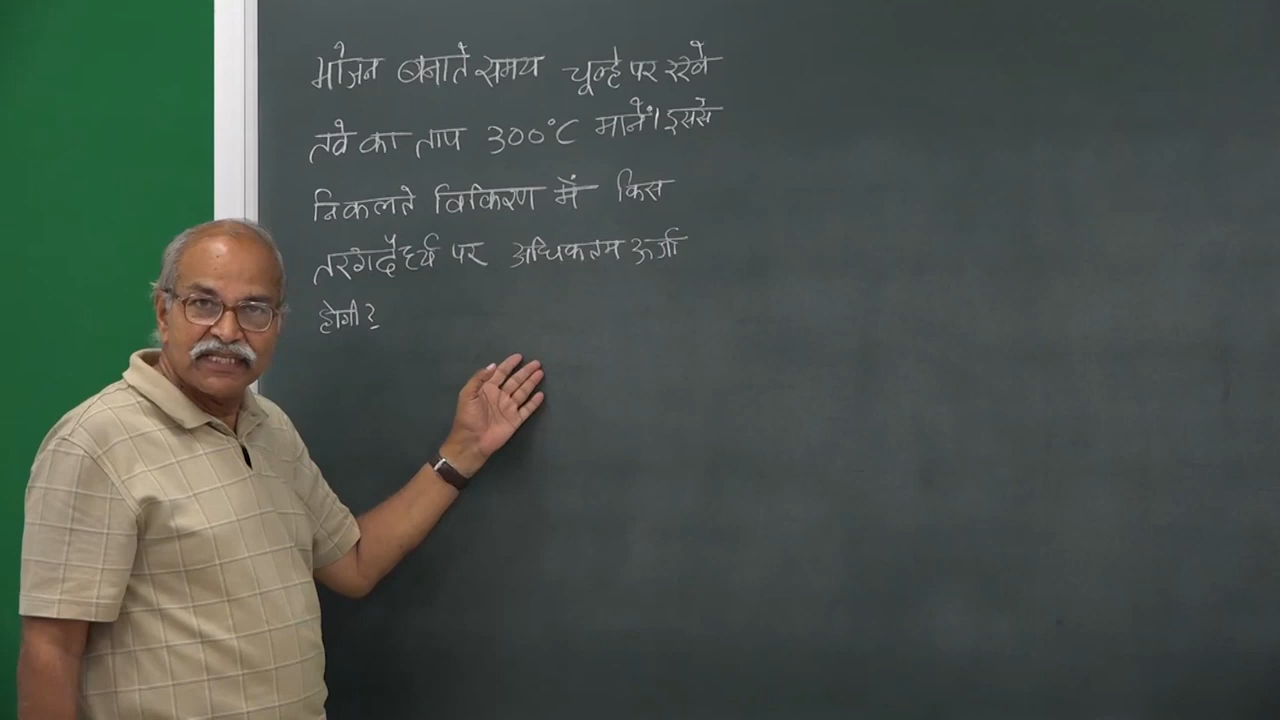 भोजन बनाते समय चूल्हे पर रखे
तवे का ताप 300°C मानें। इससे
निकलते विकिरण में किस
तरंगदैर्ध्य पर अधिकतम ऊर्जा
होगी?